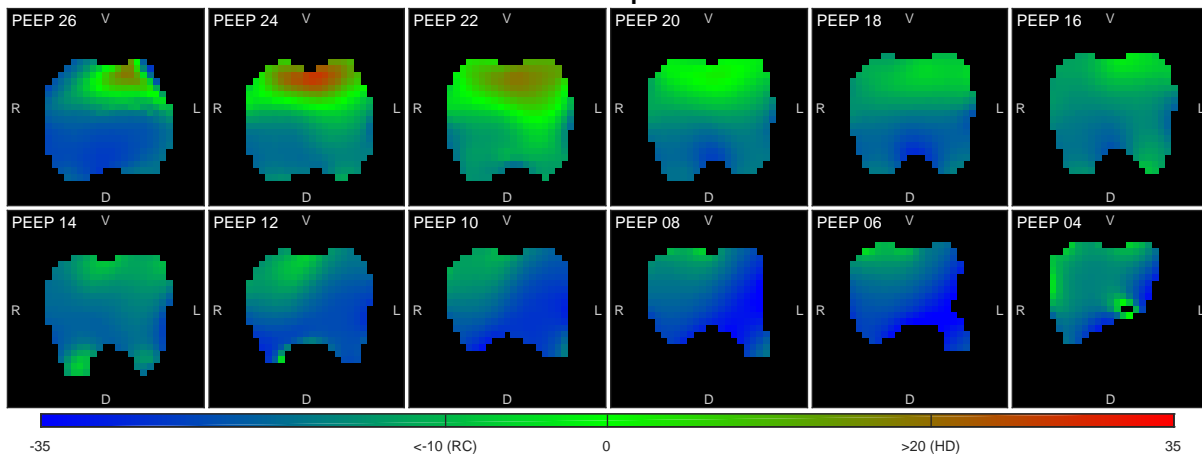 PEEP 26 V PEEP 24 V PEEP 22 V PEEP 20 V PEEP 18 V PEEP 16 V
R L R L
D D D D D D
PEEP 14 V PEEP 12 V PEEP 10 V PEEP 08 V PEEP 06 V PEEP 04 V
R L R L
D D D D D D
-35 <-10 (RC) 0 >20 (HD) 35